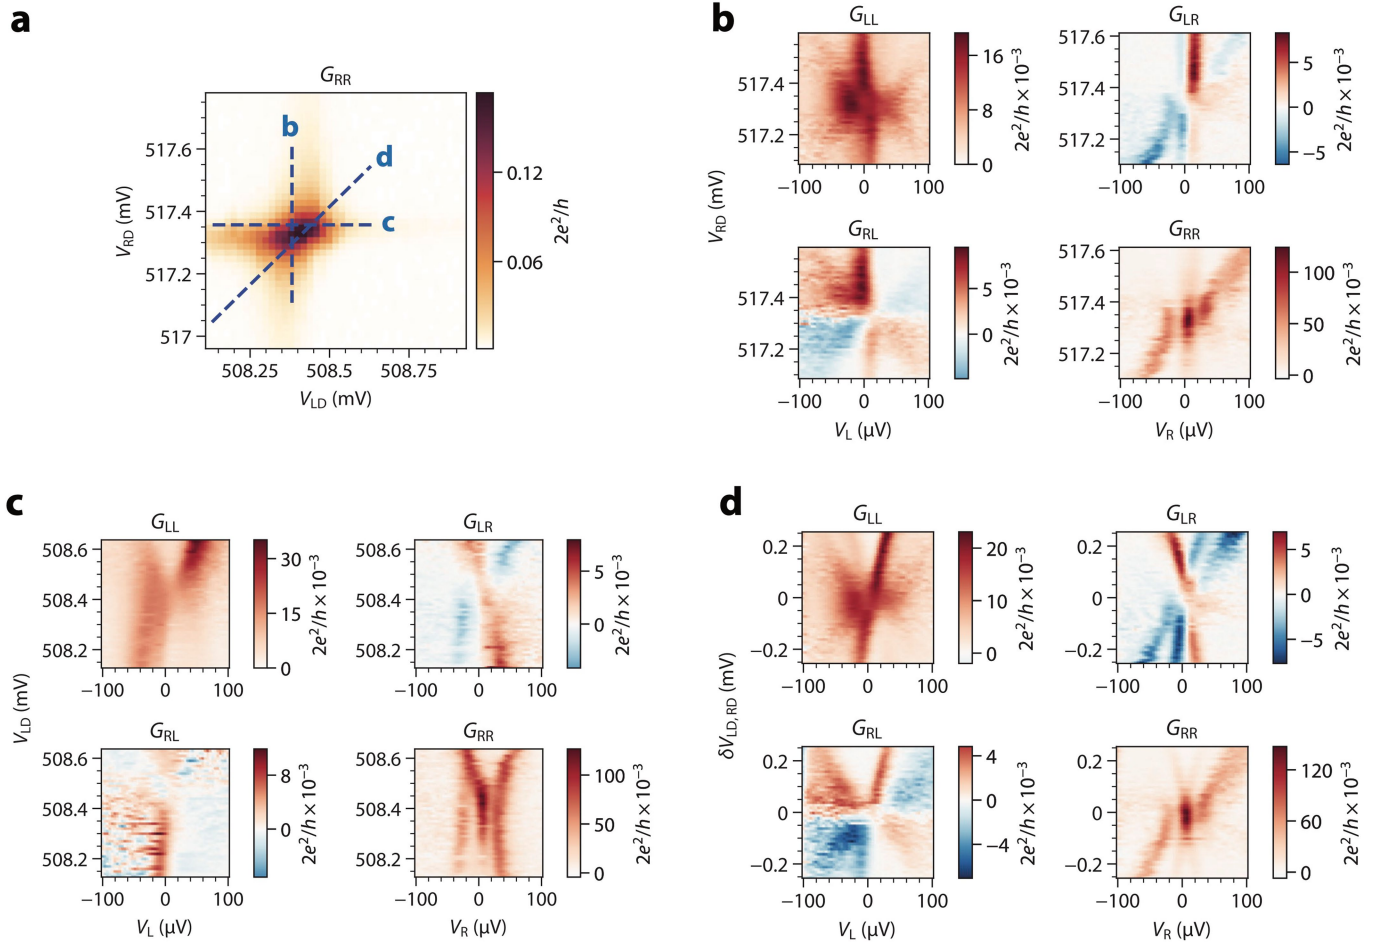 a
G_RR
V_RD (mV)
517.6
517.4
517.2
517
b
d
c
508.25 508.5 508.75
V_LD (mV)
0.12
0.06
2e²/h
b
V_RD (mV)
G_LL
517.4
517.2
−100 0 100
16
8
0
2e²/h × 10⁻³
G_LR
517.6
517.4
517.2
−100 0 100
5
0
−5
2e²/h × 10⁻³
G_RL
517.4
517.2
−100 0 100
V_L (μV)
5
0
2e²/h × 10⁻³
G_RR
517.6
517.4
517.2
−100 0 100
V_R (μV)
100
50
0
2e²/h × 10⁻³
c
V_LD (mV)
G_LL
508.6
508.4
508.2
−100 0 100
30
15
0
2e²/h × 10⁻³
G_LR
−100 0 100
5
0
2e²/h × 10⁻³
G_RL
508.6
508.4
508.2
−100 0 100
V_L (μV)
8
0
2e²/h × 10⁻³
G_RR
508.6
508.4
508.2
−100 0 100
V_R (μV)
100
50
0
2e²/h × 10⁻³
d
δV_LD, RD (mV)
G_LL
0.2
0
−0.2
−100 0 100
20
10
0
2e²/h × 10⁻³
G_LR
0.2
0
−0.2
−100 0 100
5
0
−5
2e²/h × 10⁻³
G_RL
0.2
0
−0.2
−100 0 100
V_L (μV)
4
0
−4
2e²/h × 10⁻³
G_RR
0.2
0
−0.2
−100 0 100
V_R (μV)
120
60
0
2e²/h × 10⁻³